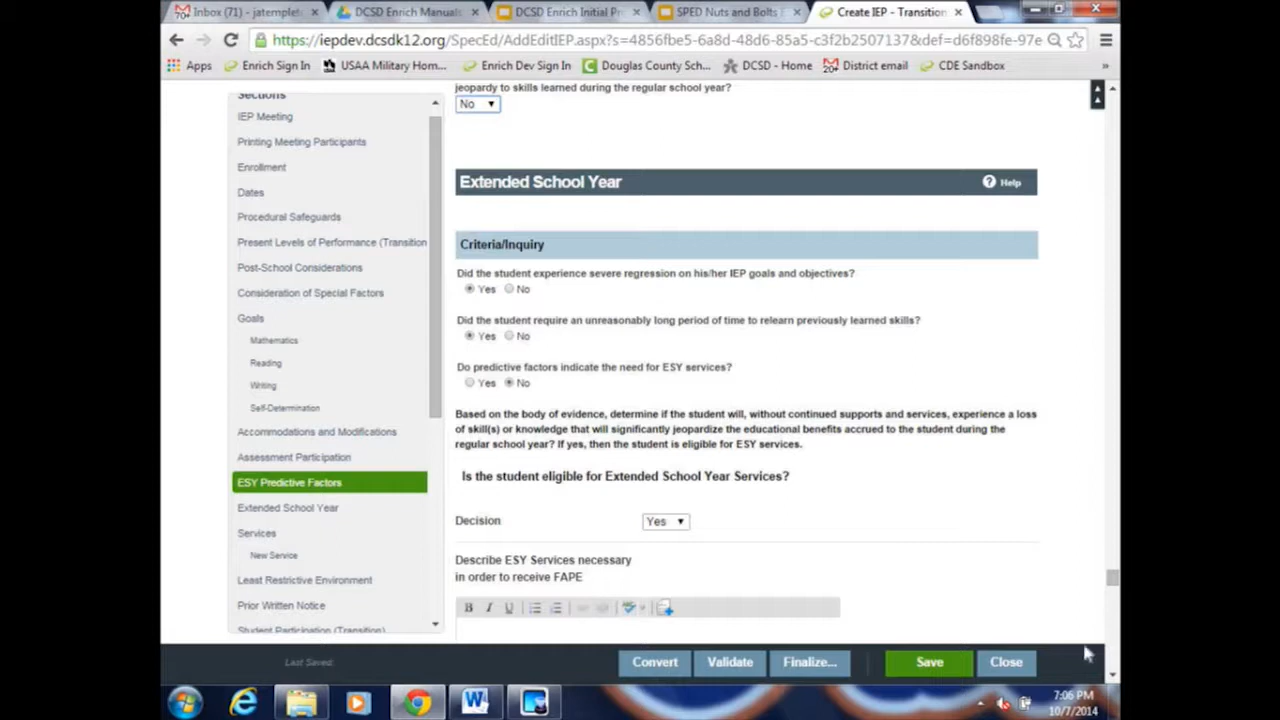 Inbox (71) - jatemplet
DCSD Enrich Manuals
DCSD Enrich Initial Pr
SPED Nuts and Bolts
Create IEP - Transition
https://iepdev.dcsdk12.org/SpecEd/AddEditIEP.aspx?s=4856fbe5-6a8d-48d6-85a5-c3f2b2507137&def=d6f898fe-97e
Apps
Enrich Sign In
USAA Military Hom...
Enrich Dev Sign In
Douglas County Sch...
DCSD - Home
District email
CDE Sandbox
»
Sections
IEP Meeting
Printing Meeting Participants
Enrollment
Dates
Procedural Safeguards
Present Levels of Performance (Transition
Post-School Considerations
Consideration of Special Factors
Goals
Mathematics
Reading
Writing
Self-Determination
Accommodations and Modifications
Assessment Participation
ESY Predictive Factors
Extended School Year
Services
New Service
Least Restrictive Environment
Prior Written Notice
Student Participation (Transition)
jeopardy to skills learned during the regular school year?
No
Extended School Year
? Help
Criteria/Inquiry
Did the student experience severe regression on his/her IEP goals and objectives?
Yes No
Did the student require an unreasonably long period of time to relearn previously learned skills?
Yes No
Do predictive factors indicate the need for ESY services?
Yes No
Based on the body of evidence, determine if the student will, without continued supports and services, experience a loss
of skill(s) or knowledge that will significantly jeopardize the educational benefits accrued to the student during the
regular school year? If yes, then the student is eligible for ESY services.
Is the student eligible for Extended School Year Services?
Decision Yes
Describe ESY Services necessary
in order to receive FAPE
B I U
Last Saved:
Convert
Validate
Finalize...
Save
Close
7:06 PM
10/7/2014